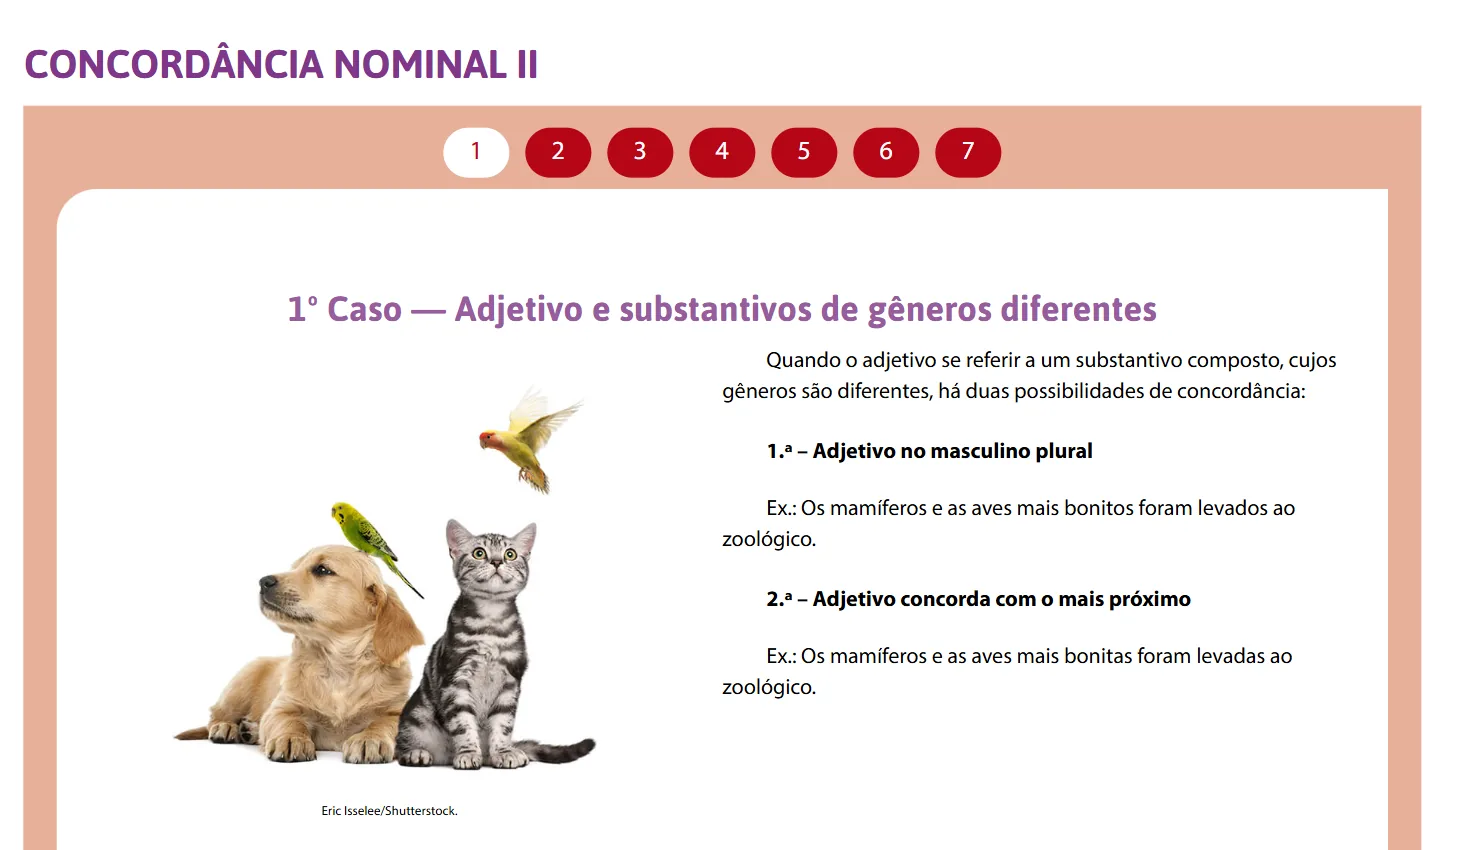 CONCORDÂNCIA NOMINAL II
1 2 3 4 5 6 7
1º Caso — Adjetivo e substantivos de gêneros diferentes
Quando o adjetivo se referir a um substantivo composto, cujos
gêneros são diferentes, há duas possibilidades de concordância:
1.ª – Adjetivo no masculino plural
Ex.: Os mamíferos e as aves mais bonitos foram levados ao
zoológico.
2.ª – Adjetivo concorda com o mais próximo
Ex.: Os mamíferos e as aves mais bonitas foram levadas ao
zoológico.
Eric Isselee/Shutterstock.